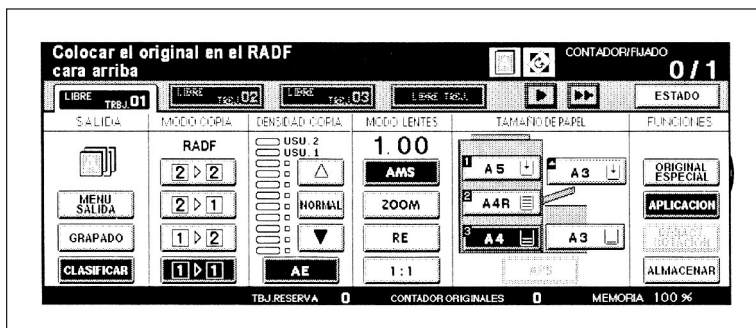 Colocar el original en el RADF
cara arriba
CONTADOR/FIJADO
0/1
LIBRE TRBJ.01
LIBRE TRBJ.02
LIBRE TRBJ.03
LIBRE TRBJ.
ESTADO
SALIDA
MODO COPIA
DENSIDAD COPIA
MODO LENTES
TAMAÑO DE PAPEL
FUNCIONES
RADF
USU. 2
USU. 1
1.00
2 ▷ 2
AMS
1 A5
4 A3
ORIGINAL ESPECIAL
MENU SALIDA
2 ▷ 1
NORMAL
ZOOM
2 A4R
APLICACION
GRAPADO
1 ▷ 2
RE
3 A4
A3
CLASIFICAR
1 ▷ 1
AE
1:1
APS
ALMACENAR
TBJ.RESERVA 0
CONTADOR ORIGINALES 0
MEMORIA 100 %